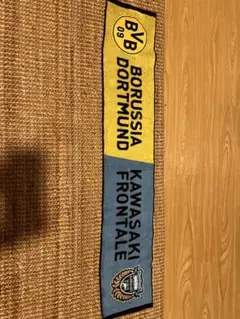 BVB
09
BORUSSIA
DORTMUND
KAWASAKI
FRONTALE